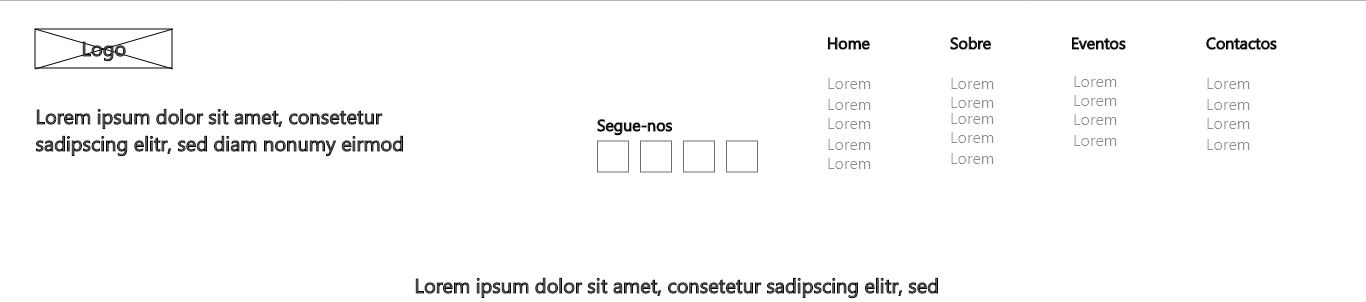 Logo
Lorem ipsum dolor sit amet, consetetur
sadipscing elitr, sed diam nonumy eirmod
Segue-nos
Home
Lorem
Lorem
Lorem
Lorem
Lorem
Sobre
Lorem
Lorem
Lorem
Lorem
Lorem
Eventos
Lorem
Lorem
Lorem
Lorem
Contactos
Lorem
Lorem
Lorem
Lorem
Lorem ipsum dolor sit amet, consetetur sadipscing elitr, sed